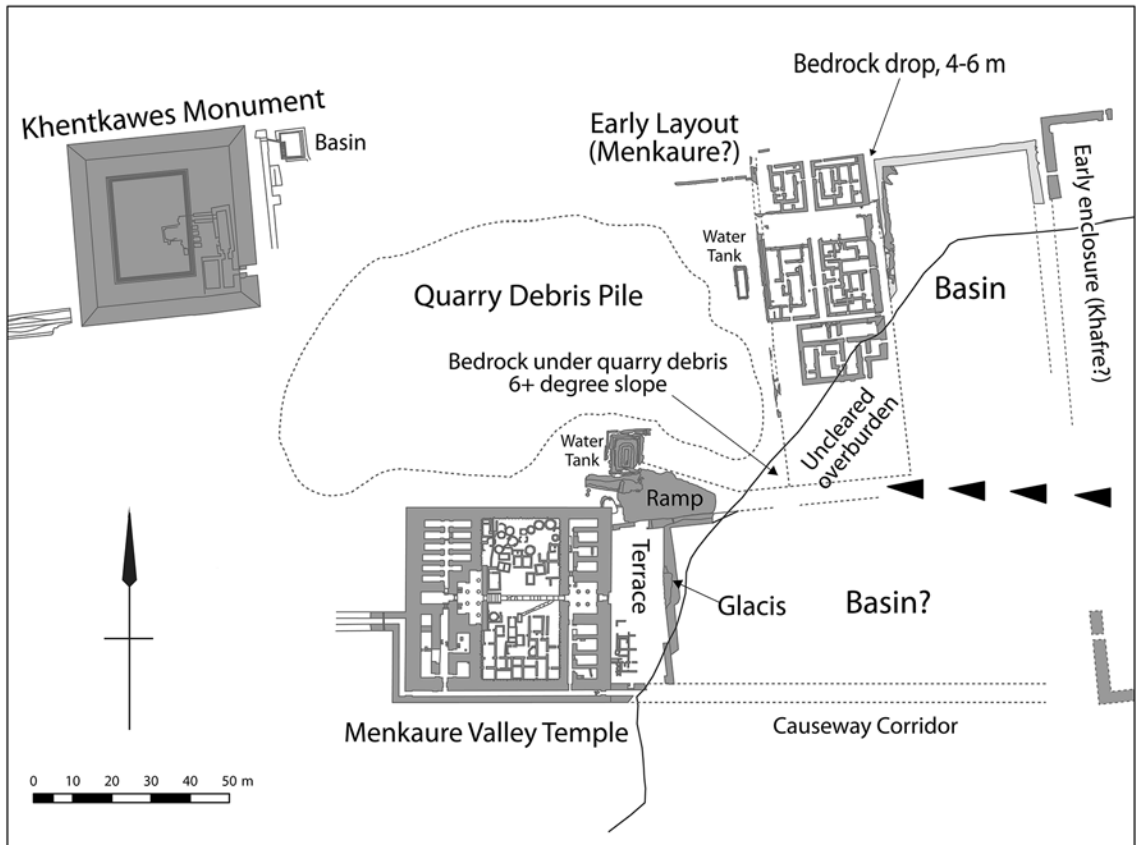 Bedrock drop, 4-6 m
Khentkawes Monument
Basin
Early Layout
(Menkaure?)
Early enclosure (Khafre?)
Water
Tank
Quarry Debris Pile
Basin
Bedrock under quarry debris
6+ degree slope
Uncleared
overburden
Water
Tank
Ramp
Terrace
Glacis
Basin?
Menkaure Valley Temple
Causeway Corridor
0 10 20 30 40 50 m